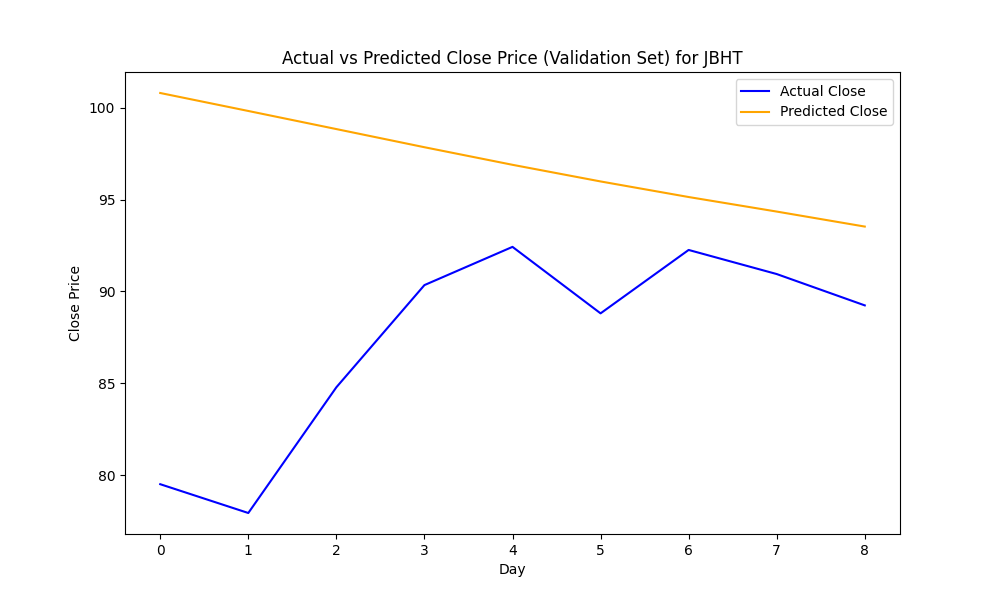 Actual vs Predicted Close Price (Validation Set) for JBHT
Actual Close
Predicted Close
100
95
90
85
80
Close Price
0 1 2 3 4 5 6 7 8
Day